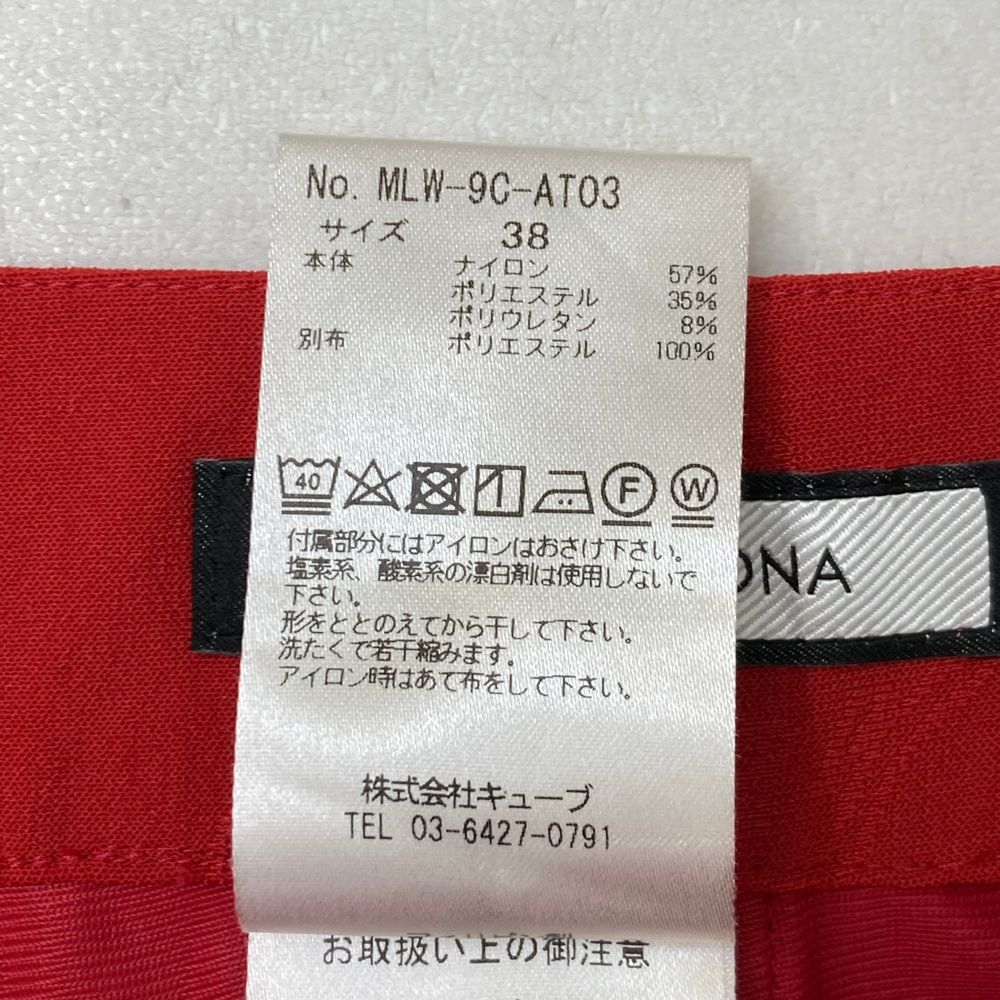 No. MLW-9C-AT03
サイズ 38
本体 ナイロン 57%
ポリエステル 35%
ポリウレタン 8%
別布 ポリエステル 100%
40 F W
付属部分にはアイロンはおさけ下さい。
塩素系、酸素系の漂白剤は使用しないで
下さい。
形をととのえてから干して下さい。
洗たくで若干縮みます。
アイロン時はあて布をして下さい。
ONA
株式会社キューブ
TEL 03-6427-0791
お取扱い上の御注意